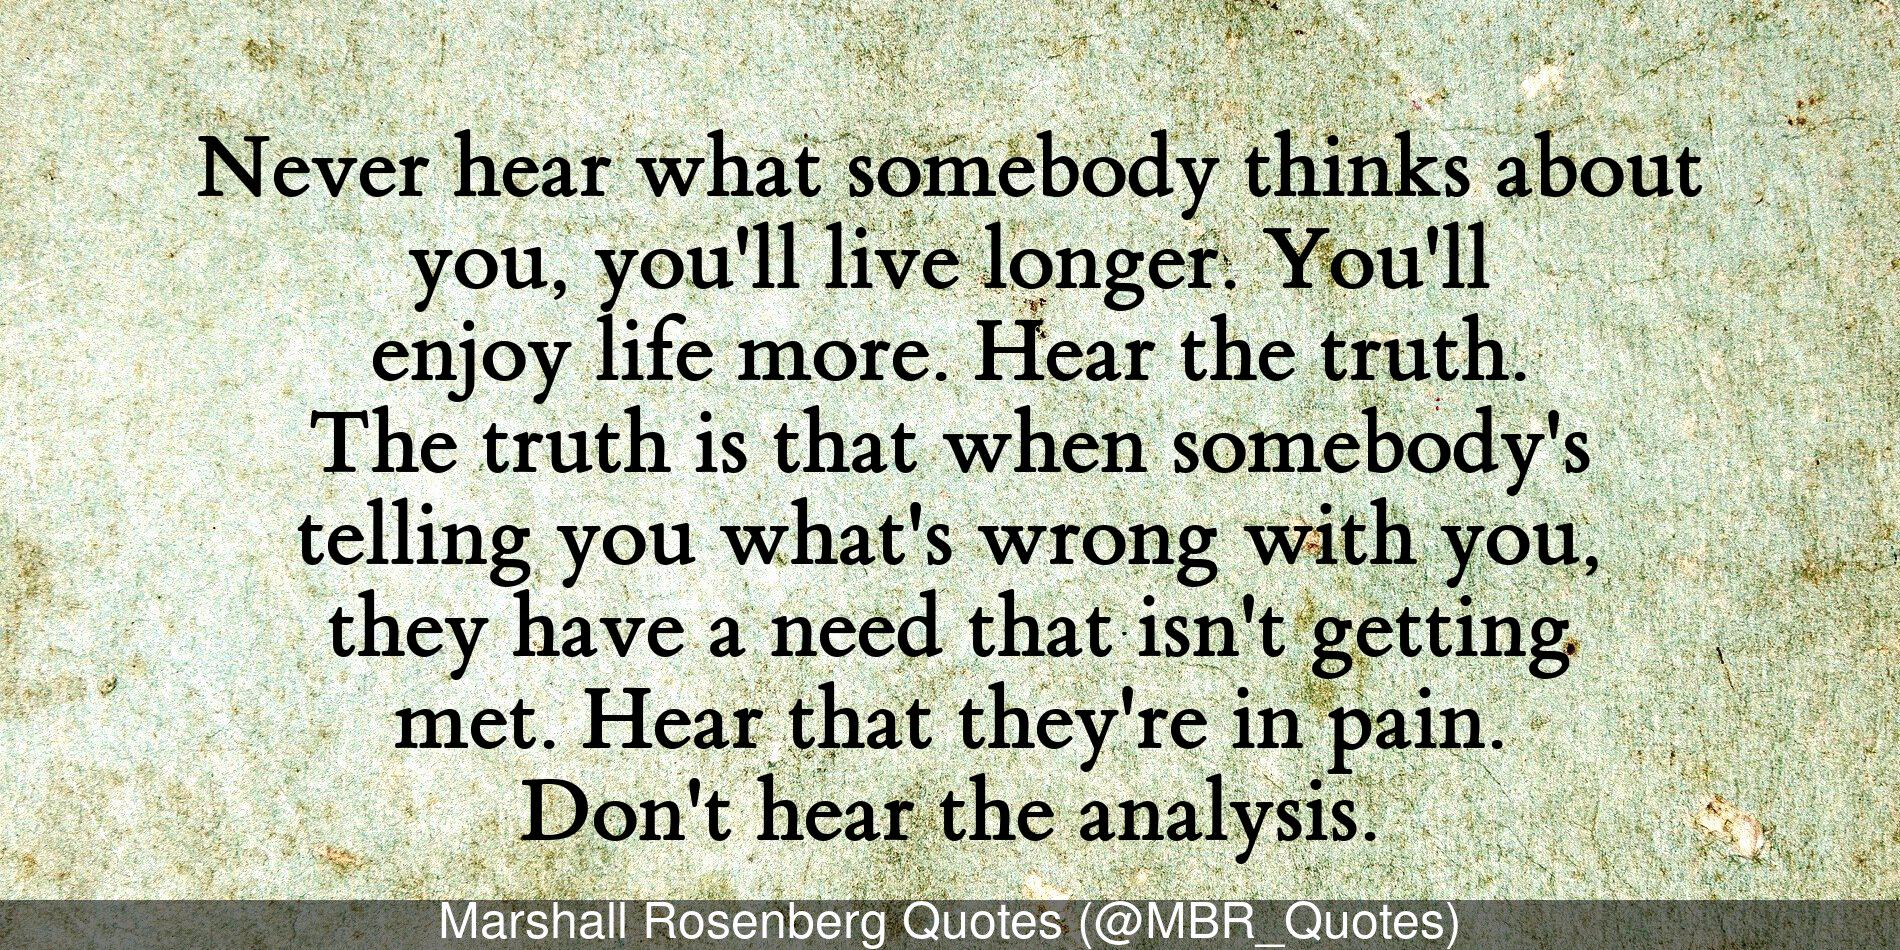 Never hear what somebody thinks about
you, you'll live longer. You'll
enjoy life more. Hear the truth.
The truth is that when somebody's
telling you what's wrong with you,
they have a need that isn't getting
met. Hear that they're in pain.
Don't hear the analysis.
Marshall Rosenberg Quotes (@MBR_Quotes)